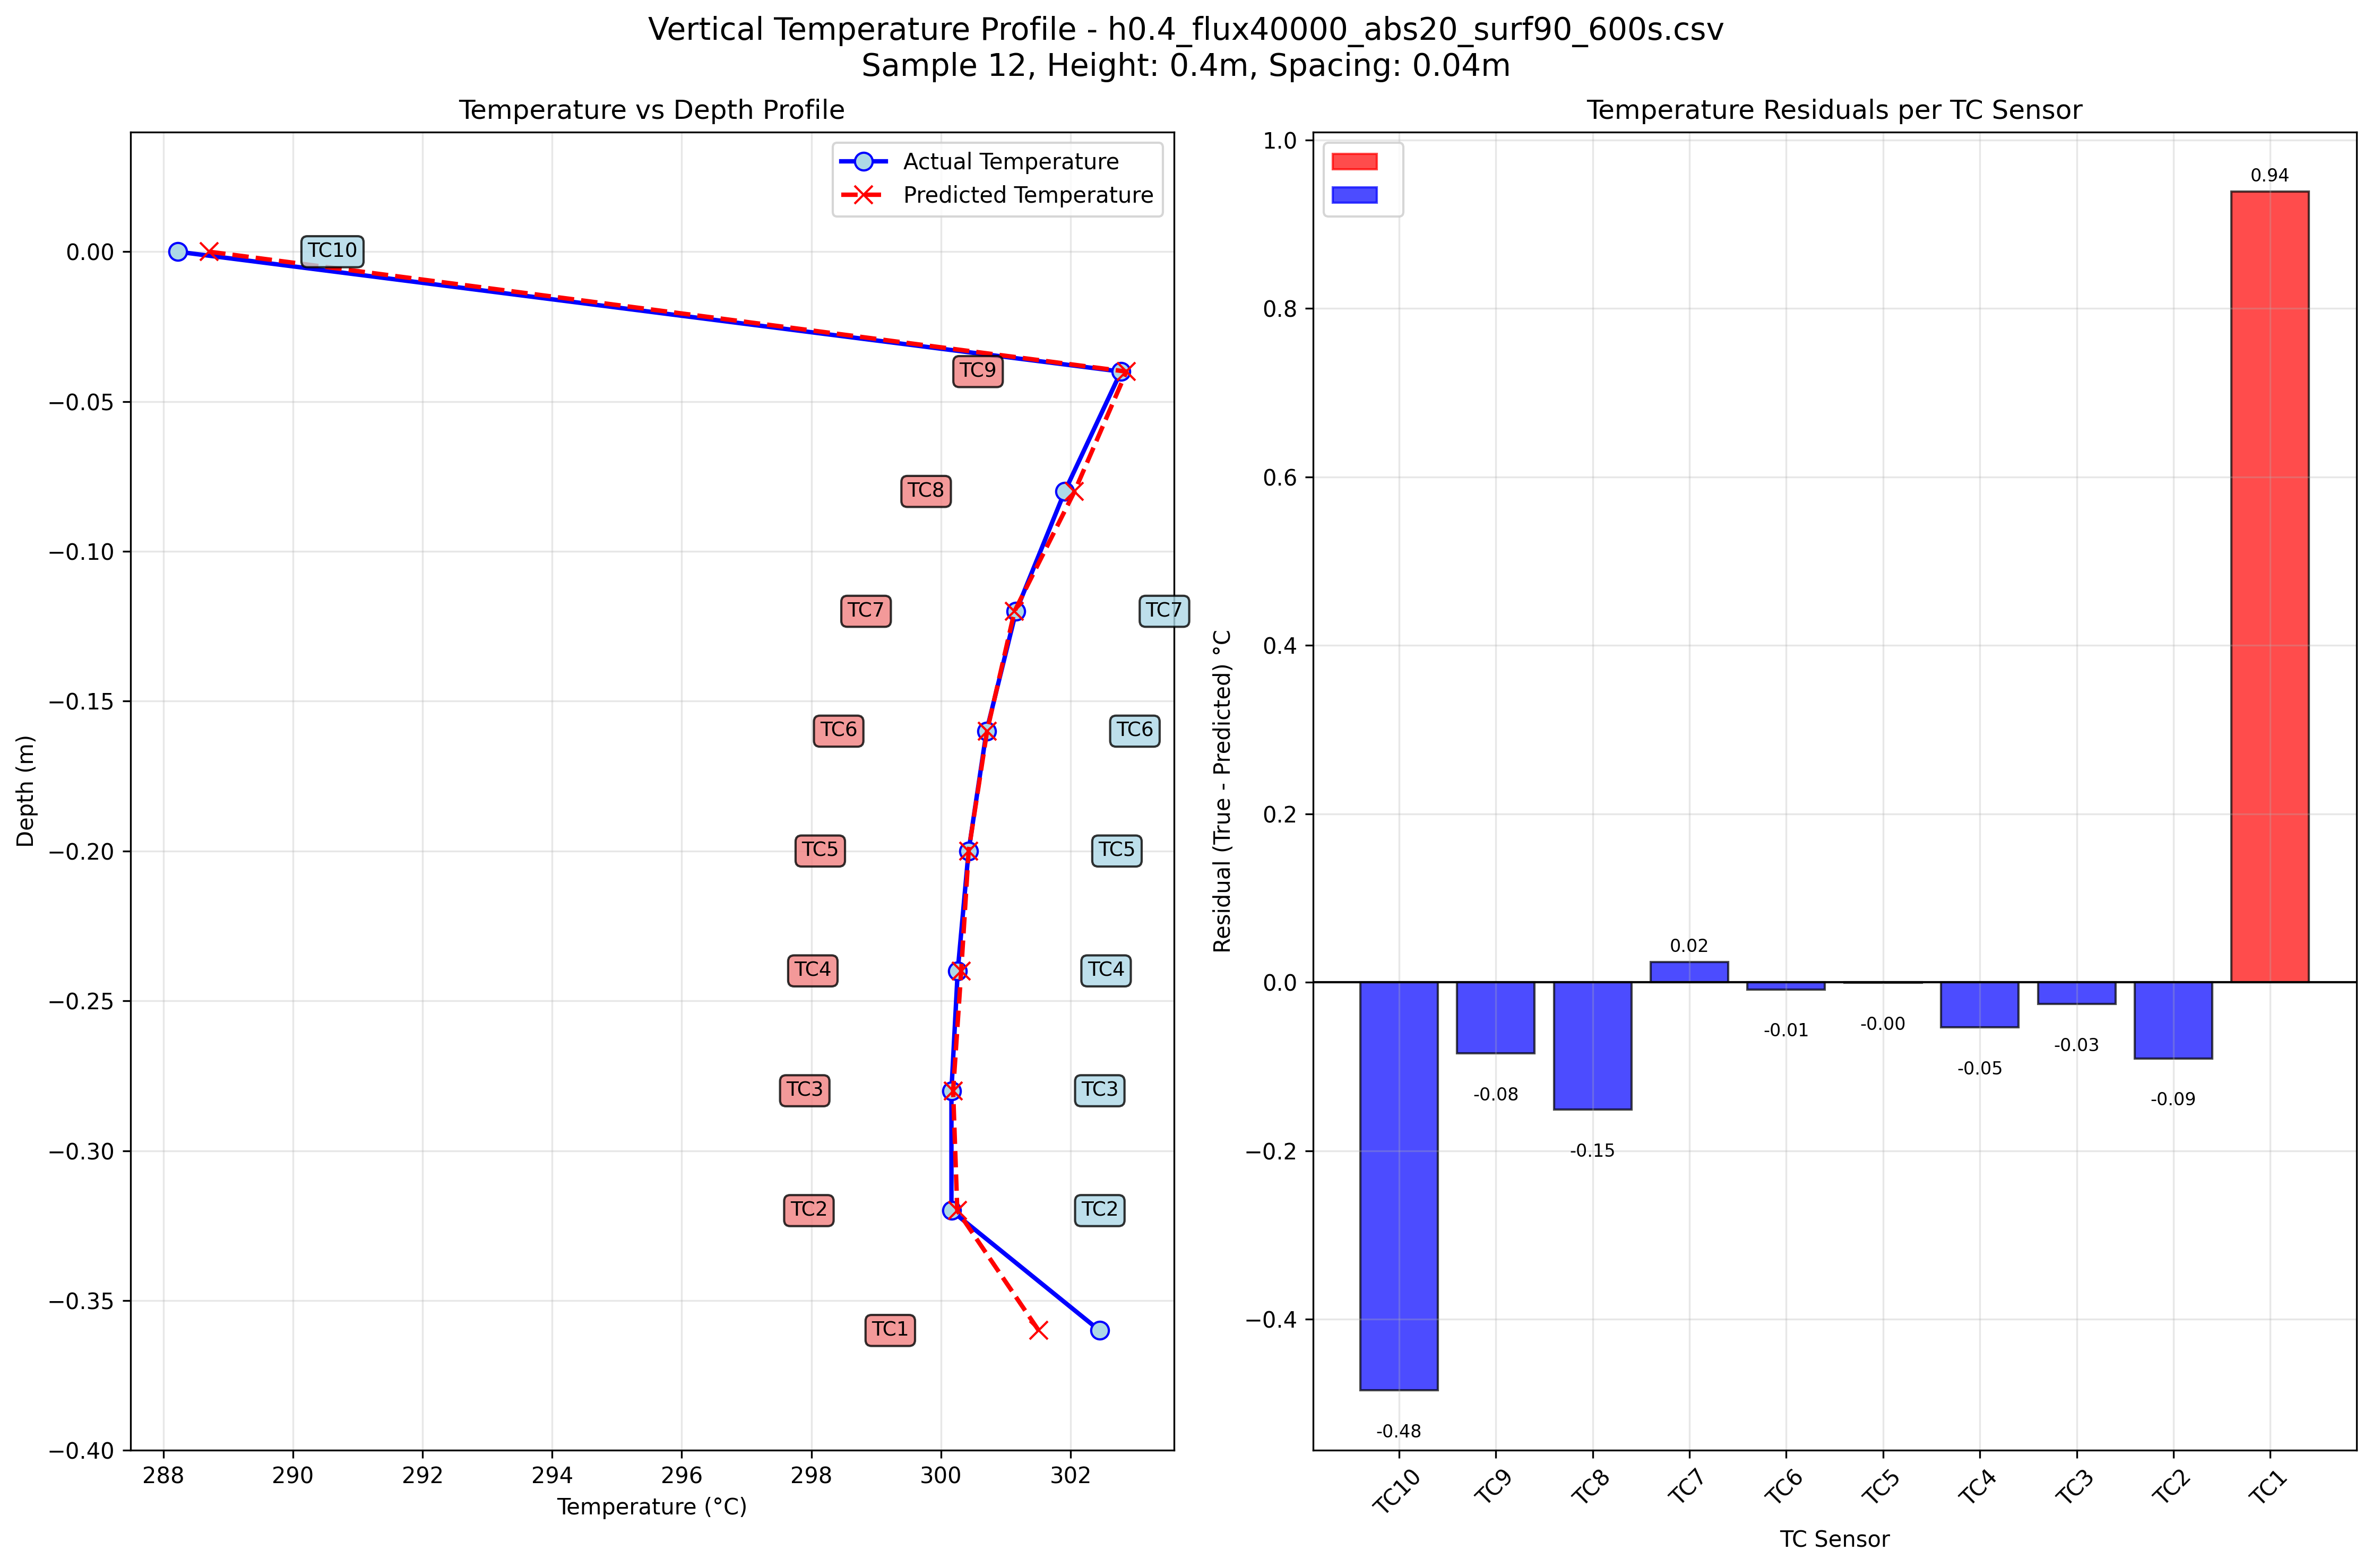 Vertical Temperature Profile - h0.4_flux40000_abs20_surf90_600s.csv
Sample 12, Height: 0.4m, Spacing: 0.04m
Temperature vs Depth Profile
Actual Temperature
Predicted Temperature
TC10
TC9
TC8
TC7
TC7
TC6
TC6
TC5
TC5
TC4
TC4
TC3
TC3
TC2
TC2
TC1
0.00
−0.05
−0.10
−0.15
−0.20
−0.25
−0.30
−0.35
−0.40
Depth (m)
288
290
292
294
296
298
300
302
Temperature (°C)
Temperature Residuals per TC Sensor
1.0
0.8
0.6
0.4
0.2
0.0
−0.2
−0.4
Residual (True - Predicted) °C
-0.48
-0.08
-0.15
0.02
-0.01
-0.00
-0.05
-0.03
-0.09
0.94
TC10
TC9
TC8
TC7
TC6
TC5
TC4
TC3
TC2
TC1
TC Sensor